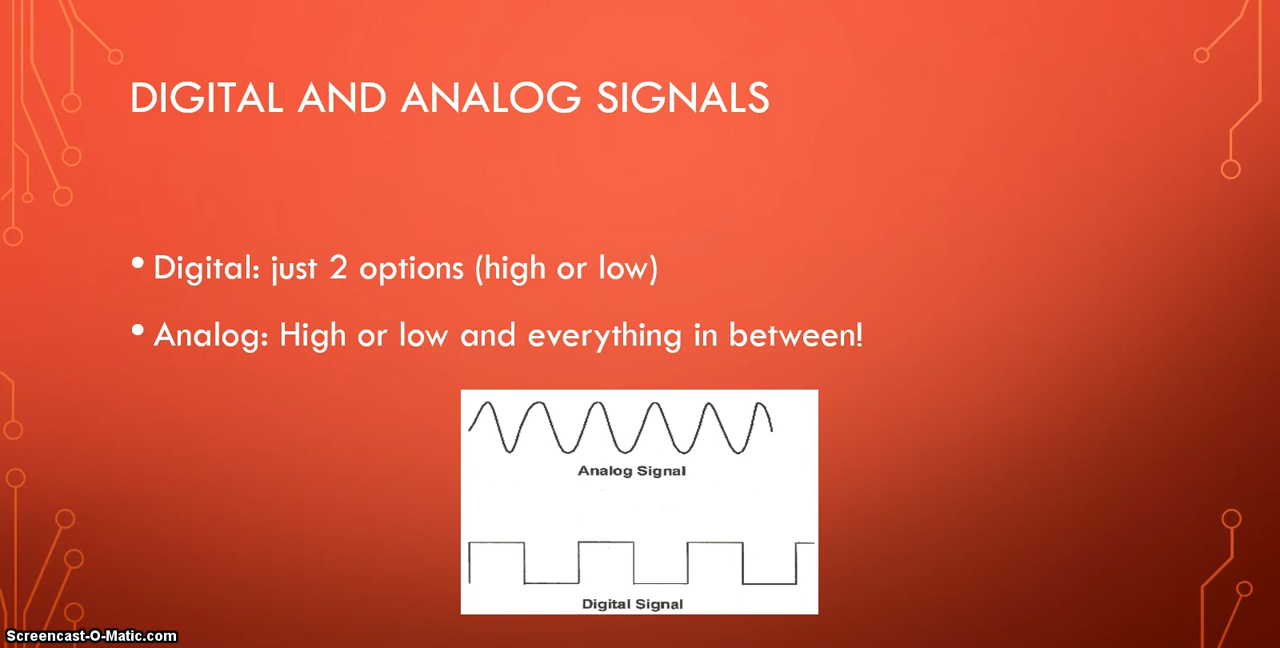 DIGITAL AND ANALOG SIGNALS
• Digital: just 2 options (high or low)
• Analog: High or low and everything in between!
Analog Signal
Digital Signal
Screencast-O-Matic.com